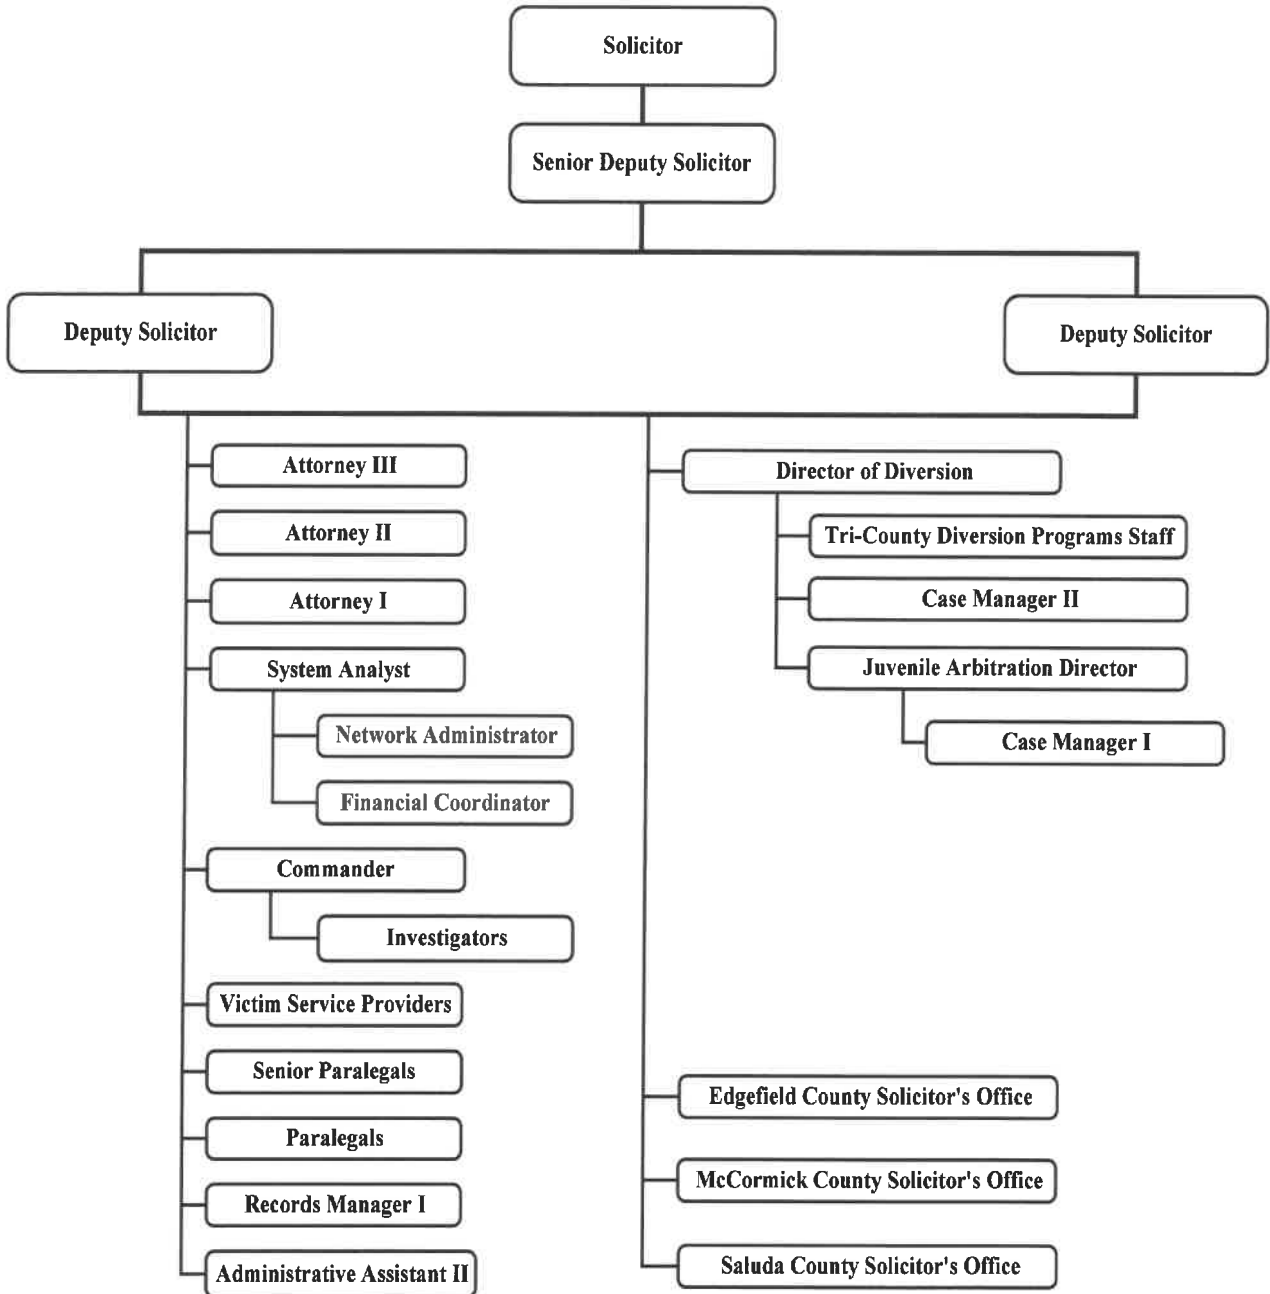 Solicitor
Senior Deputy Solicitor
Deputy Solicitor
Deputy Solicitor
Attorney III
Attorney II
Attorney I
System Analyst
Network Administrator
Financial Coordinator
Commander
Investigators
Victim Service Providers
Senior Paralegals
Paralegals
Records Manager I
Administrative Assistant II
Director of Diversion
Tri-County Diversion Programs Staff
Case Manager II
Juvenile Arbitration Director
Case Manager I
Edgefield County Solicitor's Office
McCormick County Solicitor's Office
Saluda County Solicitor's Office